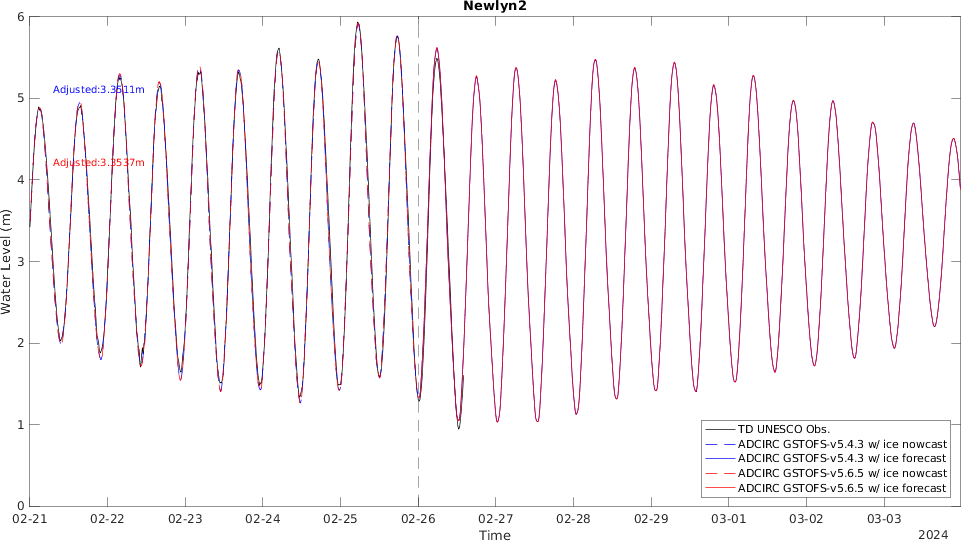 Newlyn2
6
5
4
3
2
1
0
Water Level (m)
Adjusted:3.3511m
Adjusted:3.3537m
TD UNESCO Obs.
ADCIRC GSTOFS-v5.4.3 w/ ice nowcast
ADCIRC GSTOFS-v5.4.3 w/ ice forecast
ADCIRC GSTOFS-v5.6.5 w/ ice nowcast
ADCIRC GSTOFS-v5.6.5 w/ ice forecast
02-21 02-22 02-23 02-24 02-25 02-26 02-27 02-28 02-29 03-01 03-02 03-03
Time
2024